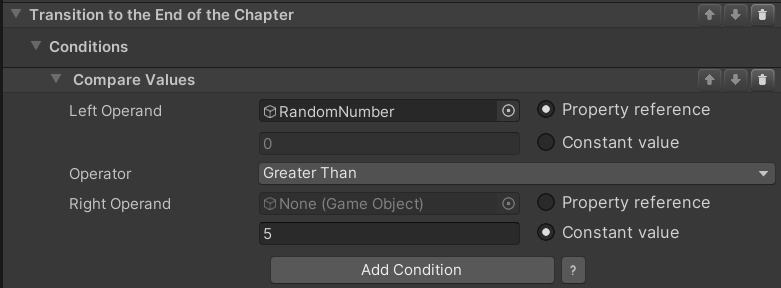 Transition to the End of the Chapter
Conditions
Compare Values
Left Operand RandomNumber Property reference
0 Constant value
Operator Greater Than
Right Operand None (Game Object) Property reference
5 Constant value
Add Condition ?